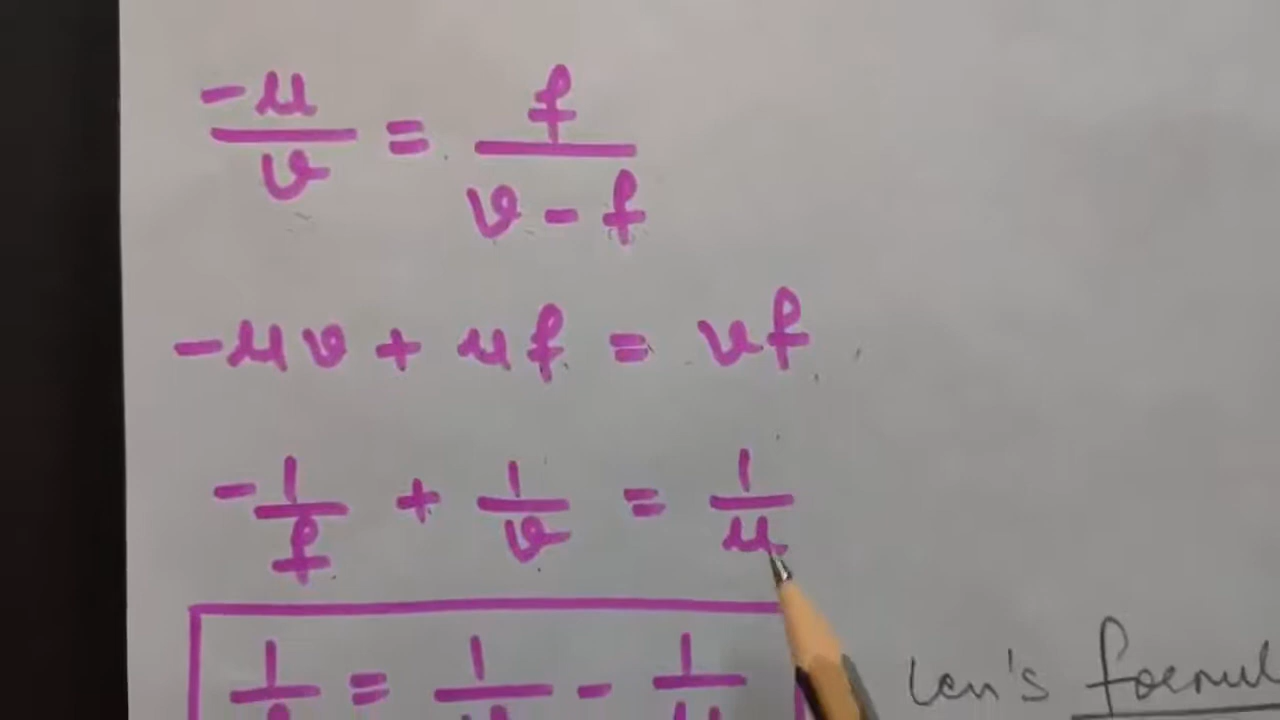 -u/v = f/(v - f)
-uv + uf = vf
-1/f + 1/v = 1/u
1/f = 1/v - 1/u
Len's formul